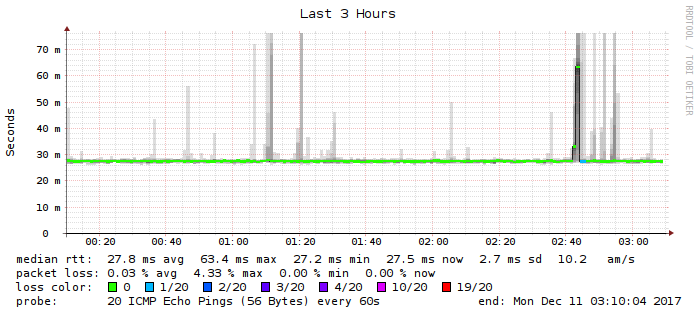 Last 3 Hours
RRDTOOL / TOBI OETIKER
Seconds
70 m
60 m
50 m
40 m
30 m
20 m
10 m
0
00:20 00:40 01:00 01:20 01:40 02:00 02:20 02:40 03:00
median rtt: 27.8 ms avg 63.4 ms max 27.2 ms min 27.5 ms now 2.7 ms sd 10.2 am/s
packet loss: 0.03 % avg 4.33 % max 0.00 % min 0.00 % now
loss color: 0 1/20 2/20 3/20 4/20 10/20 19/20
probe: 20 ICMP Echo Pings (56 Bytes) every 60s end: Mon Dec 11 03:10:04 2017